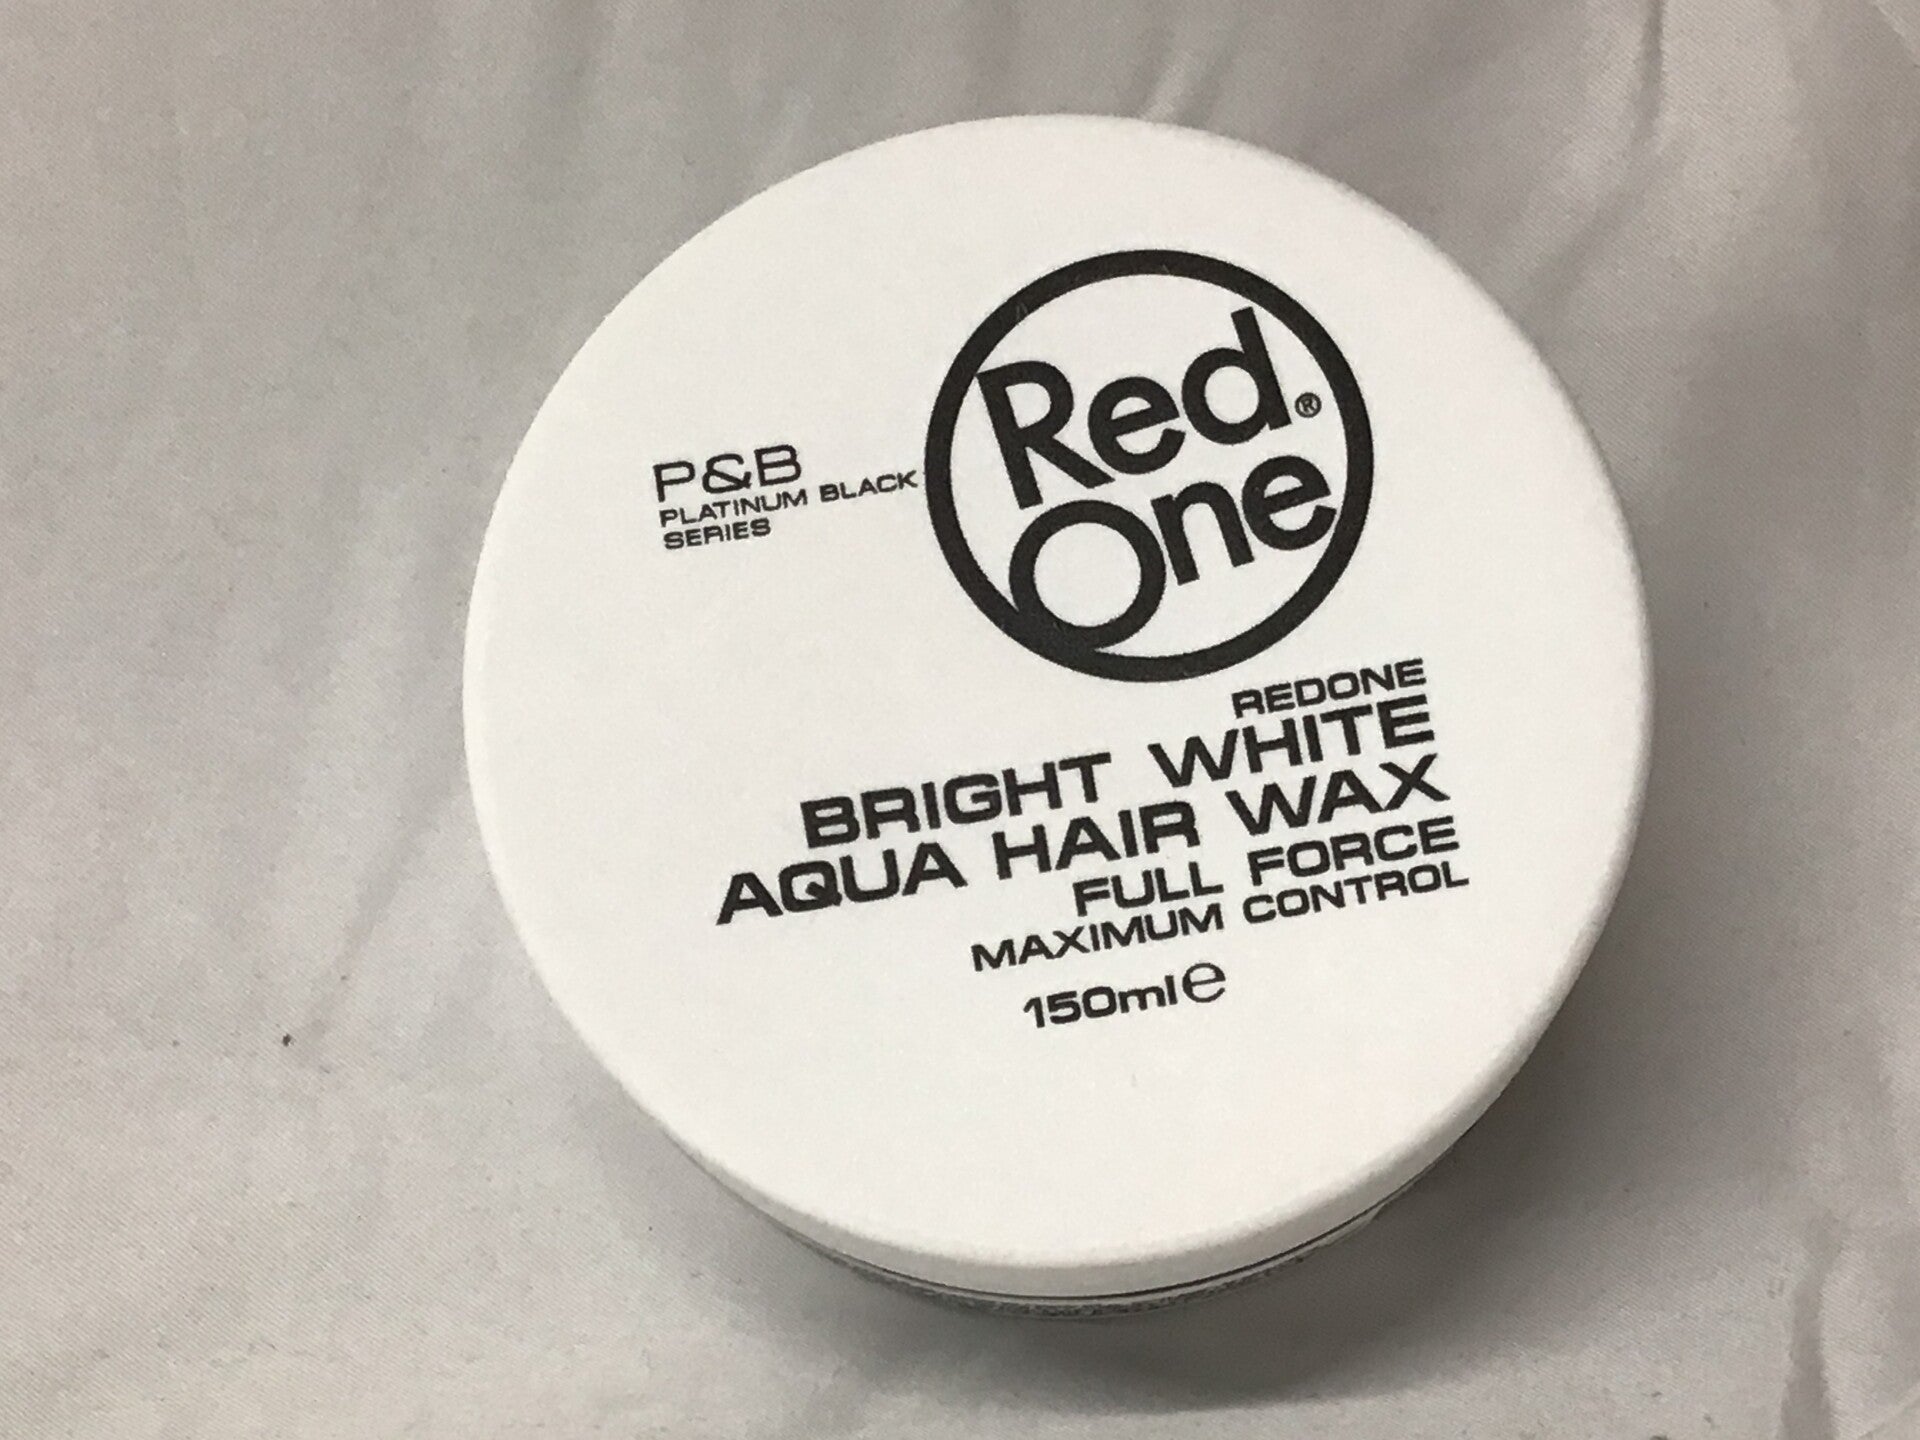 Red®
One
P&B
PLATINUM BLACK
SERIES
REDONE
BRIGHT WHITE
AQUA HAIR WAX
FULL FORCE
MAXIMUM CONTROL
150ml℮